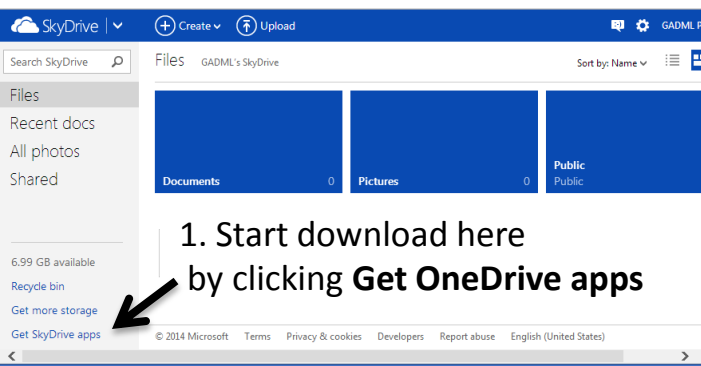 SkyDrive
Create
Upload
GADML P
Search SkyDrive
Files GADML's SkyDrive
Sort by: Name
Files
Recent docs
All photos
Shared
Documents 0
Pictures 0
Public
Public
1. Start download here
by clicking Get OneDrive apps
6.99 GB available
Recycle bin
Get more storage
Get SkyDrive apps
© 2014 Microsoft Terms Privacy & cookies Developers Report abuse English (United States)